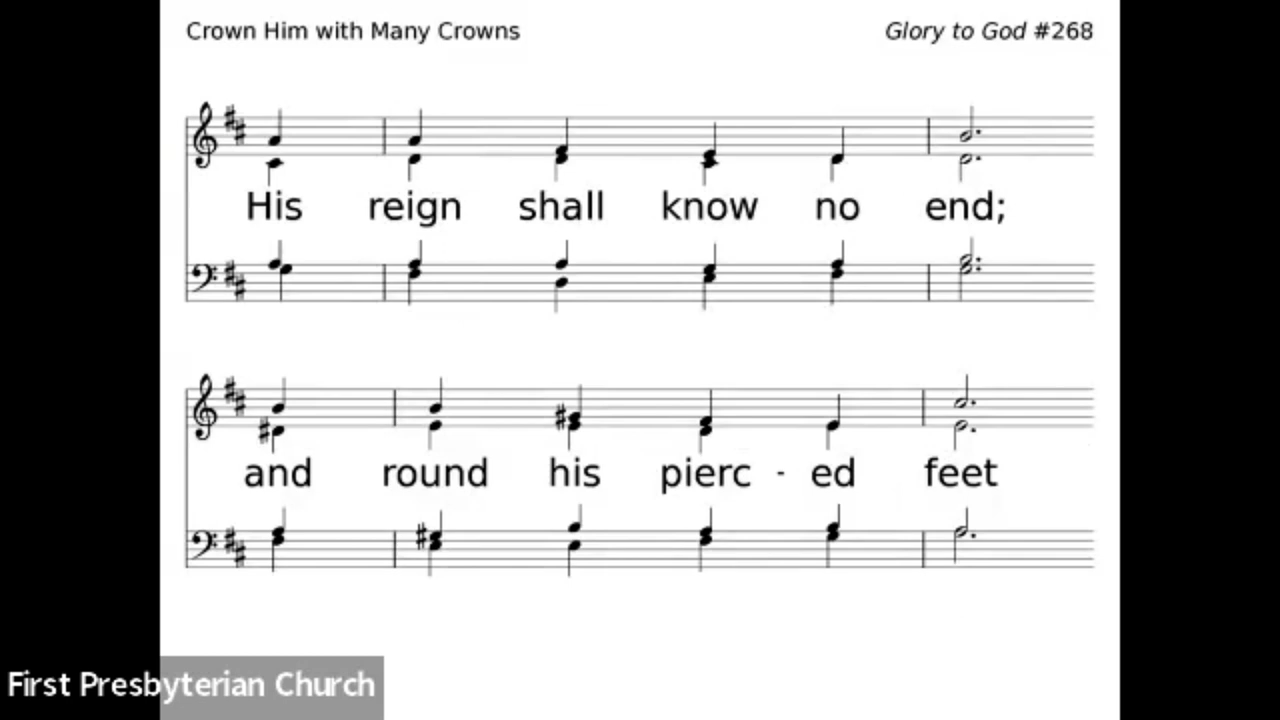 Crown Him with Many Crowns
Glory to God #268
His reign shall know no end;
and round his pierc - ed feet
First Presbyterian Church